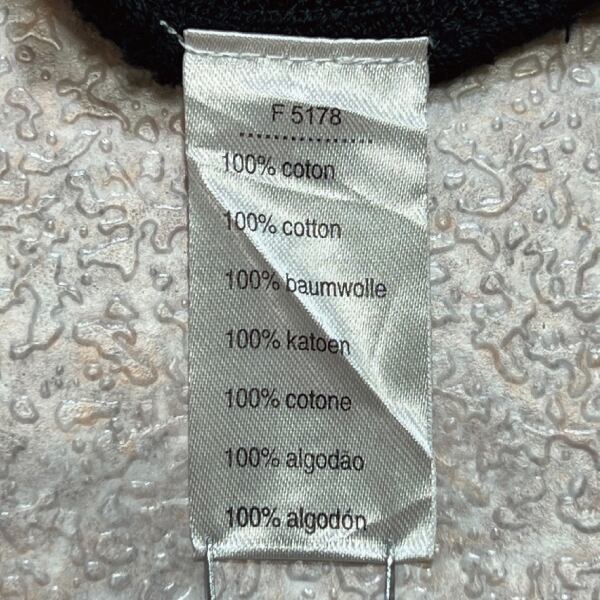 F 5178
100% coton
100% cotton
100% baumwolle
100% katoen
100% cotone
100% algodão
100% algodón